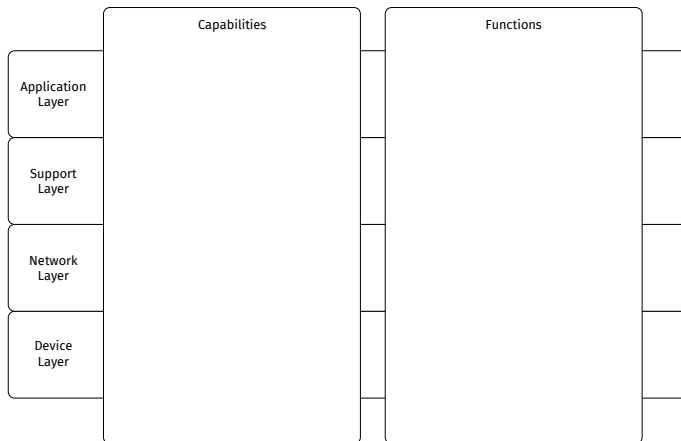 Capabilities
Functions
Application
Layer
Support
Layer
Network
Layer
Device
Layer